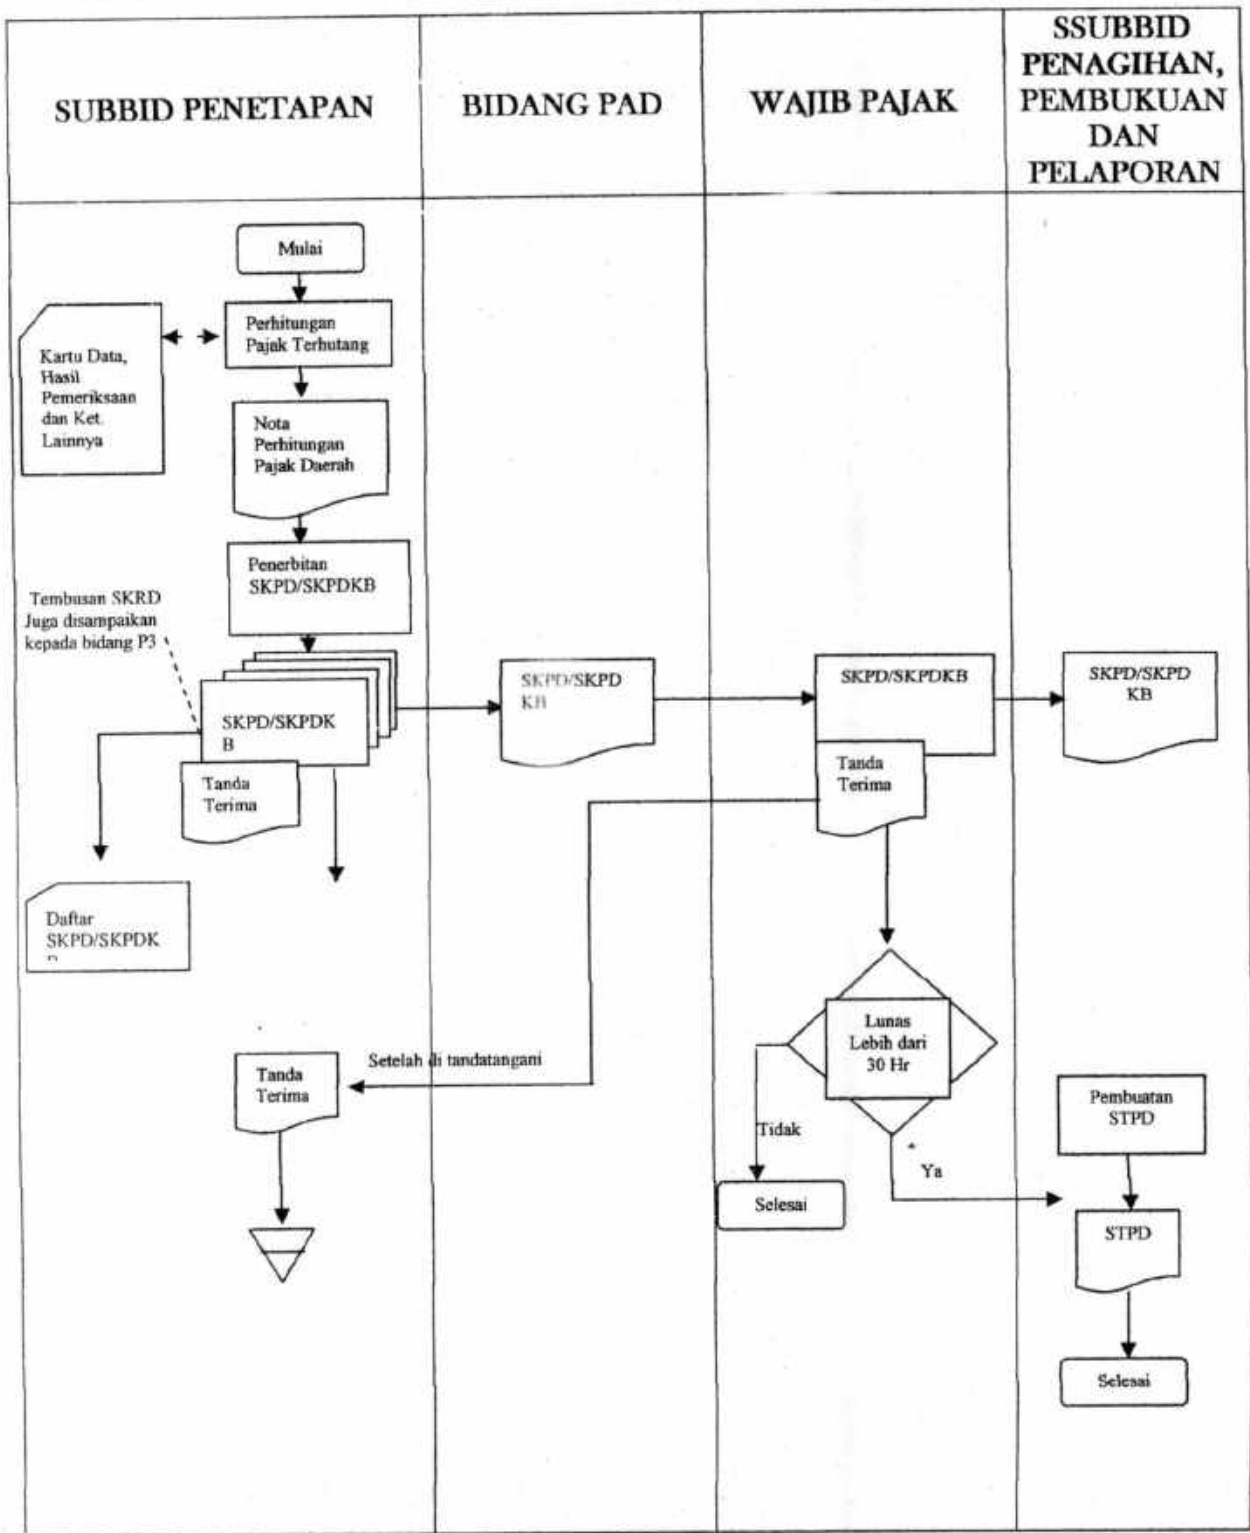 SUBBID PENETAPAN
BIDANG PAD
WAJIB PAJAK
SSUBBID
PENAGIHAN,
PEMBUKUAN
DAN
PELAPORAN
Mulai
Perhitungan
Pajak Terhutang
Kartu Data,
Hasil
Pemeriksaan
dan Ket.
Lainnya
Nota
Perhitungan
Pajak Daerah
Penerbitan
SKPD/SKPDKB
Tembusan SKRD
Juga disampaikan
kepada bidang P3
SKPD/SKPDK
B
Tanda
Terima
SKPD/SKPD
KB
SKPD/SKPDKB
Tanda
Terima
SKPD/SKPD
KB
Daftar
SKPD/SKPDK
Lunas
Lebih dari
30 Hr
Setelah di tandatangani
Tanda
Terima
Tidak
Ya
Selesai
Pembuatan
STPD
STPD
Selesai